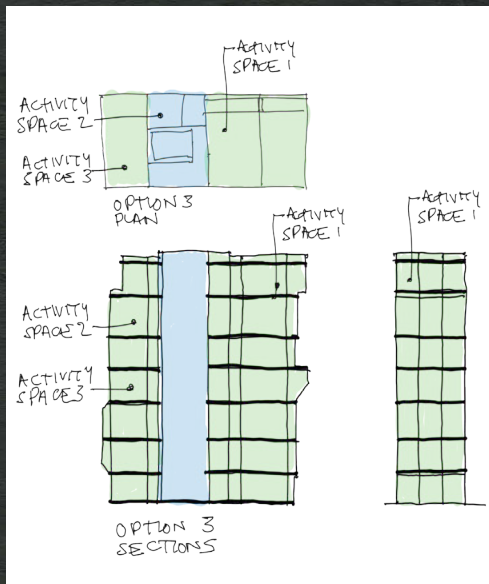 ACTIVITY
SPACE 1
ACTIVITY
SPACE 2
ACTIVITY
SPACE 3
OPTION 3
PLAN
ACTIVITY
SPACE 1
ACTIVITY
SPACE 1
ACTIVITY
SPACE 2
ACTIVITY
SPACE 3
OPTION 3
SECTIONS